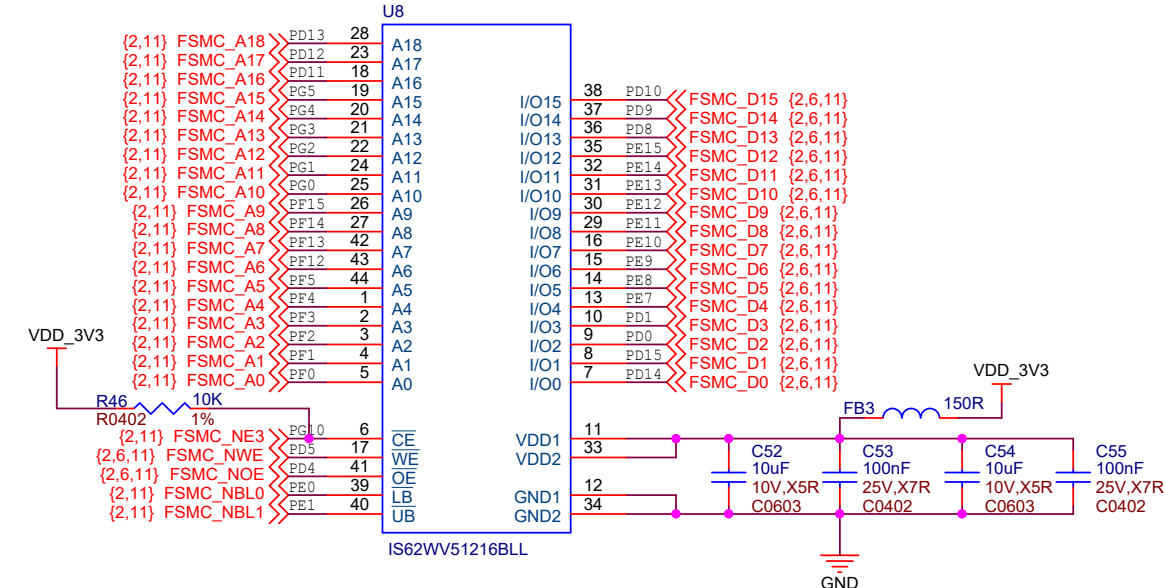 U8
{2,11} FSMC_A18 PD13 28 A18
{2,11} FSMC_A17 PD12 23 A17
{2,11} FSMC_A16 PD11 18 A16
{2,11} FSMC_A15 PG5 19 A15
{2,11} FSMC_A14 PG4 20 A14
{2,11} FSMC_A13 PG3 21 A13
{2,11} FSMC_A12 PG2 22 A12
{2,11} FSMC_A11 PG1 24 A11
{2,11} FSMC_A10 PG0 25 A10
{2,11} FSMC_A9 PF15 26 A9
{2,11} FSMC_A8 PF14 27 A8
{2,11} FSMC_A7 PF13 42 A7
{2,11} FSMC_A6 PF12 43 A6
{2,11} FSMC_A5 PF5 44 A5
{2,11} FSMC_A4 PF4 1 A4
{2,11} FSMC_A3 PF3 2 A3
{2,11} FSMC_A2 PF2 3 A2
{2,11} FSMC_A1 PF1 4 A1
{2,11} FSMC_A0 PF0 5 A0
I/O15 38 PD10 FSMC_D15 {2,6,11}
I/O14 37 PD9 FSMC_D14 {2,6,11}
I/O13 36 PD8 FSMC_D13 {2,6,11}
I/O12 35 PE15 FSMC_D12 {2,6,11}
I/O11 32 PE14 FSMC_D11 {2,6,11}
I/O10 31 PE13 FSMC_D10 {2,6,11}
I/O9 30 PE12 FSMC_D9 {2,6,11}
I/O8 29 PE11 FSMC_D8 {2,6,11}
I/O7 16 PE10 FSMC_D7 {2,6,11}
I/O6 15 PE9 FSMC_D6 {2,6,11}
I/O5 14 PE8 FSMC_D5 {2,6,11}
I/O4 13 PE7 FSMC_D4 {2,6,11}
I/O3 10 PD1 FSMC_D3 {2,6,11}
I/O2 9 PD0 FSMC_D2 {2,6,11}
I/O1 8 PD15 FSMC_D1 {2,6,11}
I/O0 7 PD14 FSMC_D0 {2,6,11}
VDD_3V3
R46 10K
R0402 1%
{2,11} FSMC_NE3 PG10 6 CE
{2,6,11} FSMC_NWE PD5 17 WE
{2,6,11} FSMC_NOE PD4 41 OE
{2,11} FSMC_NBL0 PE0 39 LB
{2,11} FSMC_NBL1 PE1 40 UB
VDD1 11
VDD2 33
GND1 12
GND2 34
VDD_3V3
FB3 150R
C52
10uF
10V,X5R
C0603
C53
100nF
25V,X7R
C0402
C54
10uF
10V,X5R
C0603
C55
100nF
25V,X7R
C0402
IS62WV51216BLL
GND